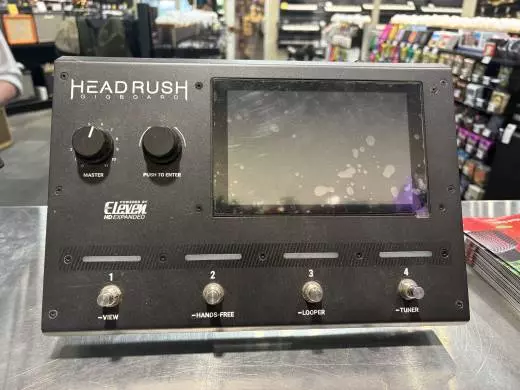 HEADRUSH
GIGBOARD
MASTER
PUSH TO ENTER
POWERED BY
Eleven
HD EXPANDED
1
2
3
4
VIEW
HANDS-FREE
LOOPER
TUNER